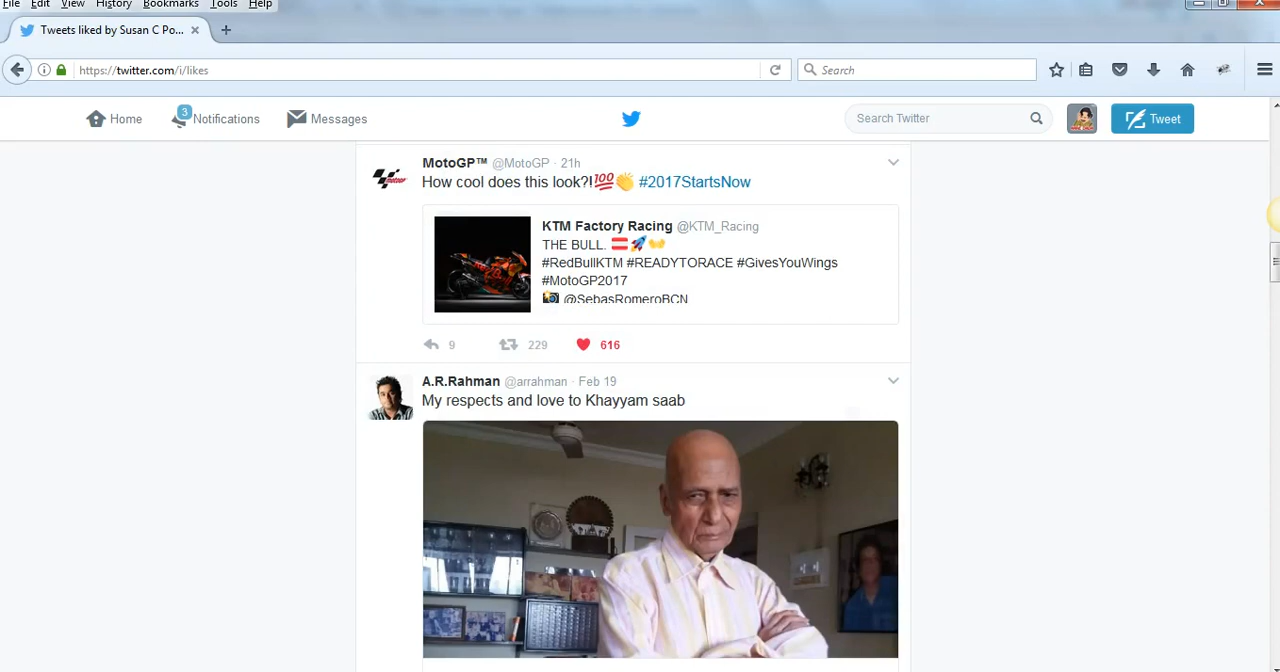 File Edit View History Bookmarks Tools Help
Tweets liked by Susan C Po...
https://twitter.com/i/likes
Search
Home
3
Notifications
Messages
Search Twitter
Tweet
MotoGP™ @MotoGP · 21h
How cool does this look?!💯👏 #2017StartsNow
KTM Factory Racing @KTM_Racing
THE BULL. 🇦🇹🚀👐
#RedBullKTM #READYTORACE #GivesYouWings
#MotoGP2017
📸 @SebasRomeroBCN
9 229 616
A.R.Rahman @arrahman · Feb 19
My respects and love to Khayyam saab